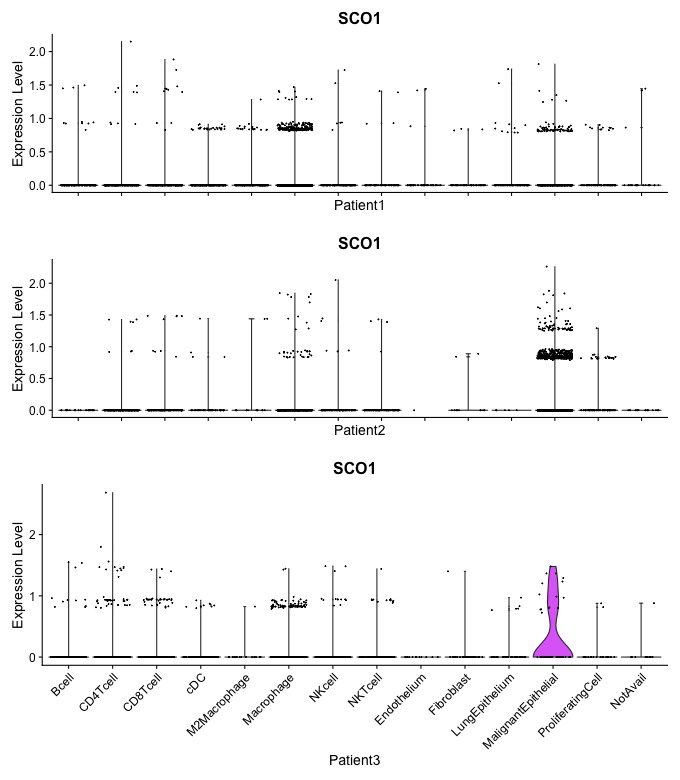 SCO1
Expression Level
2.0
1.5
1.0
0.5
0.0
Patient1
SCO1
Expression Level
2.0
1.5
1.0
0.5
0.0
Patient2
SCO1
Expression Level
2
1
0
Bcell
CD4Tcell
CD8Tcell
cDC
M2Macrophage
Macrophage
NKcell
NKTcell
Endothelium
Fibroblast
LungEpithelium
MalignantEpithelial
ProliferatingCell
NotAvail
Patient3